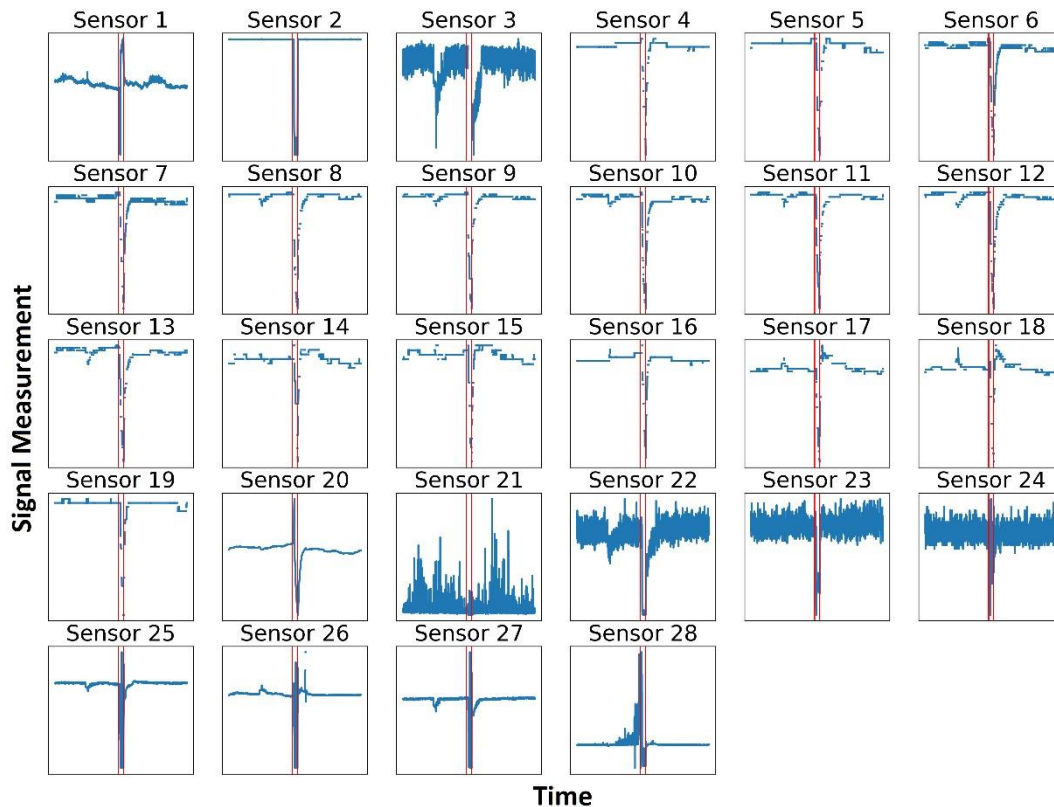 Sensor 1 Sensor 2 Sensor 3 Sensor 4 Sensor 5 Sensor 6
Sensor 7 Sensor 8 Sensor 9 Sensor 10 Sensor 11 Sensor 12
Sensor 13 Sensor 14 Sensor 15 Sensor 16 Sensor 17 Sensor 18
Sensor 19 Sensor 20 Sensor 21 Sensor 22 Sensor 23 Sensor 24
Sensor 25 Sensor 26 Sensor 27 Sensor 28
Signal Measurement
Time